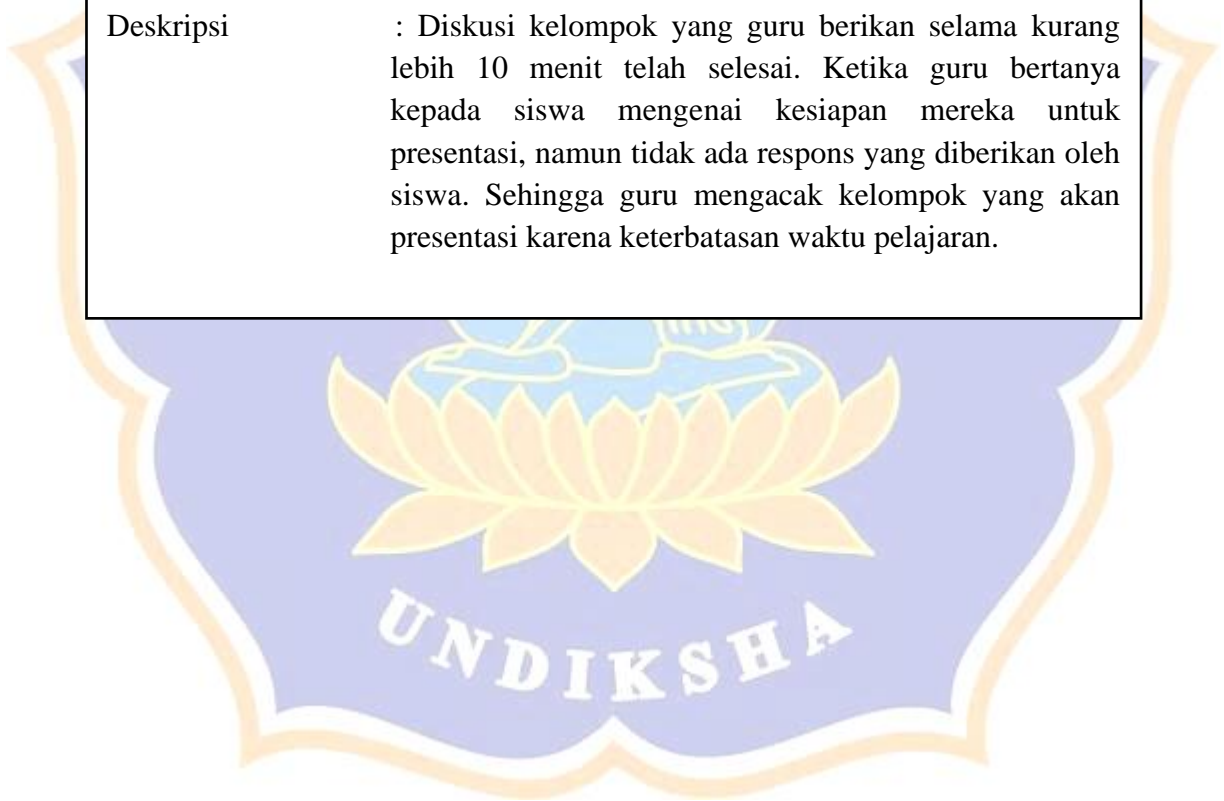 Deskripsi : Diskusi kelompok yang guru berikan selama kurang
lebih 10 menit telah selesai. Ketika guru bertanya
kepada siswa mengenai kesiapan mereka untuk
presentasi, namun tidak ada respons yang diberikan oleh
siswa. Sehingga guru mengacak kelompok yang akan
presentasi karena keterbatasan waktu pelajaran.
UNDIKSHA